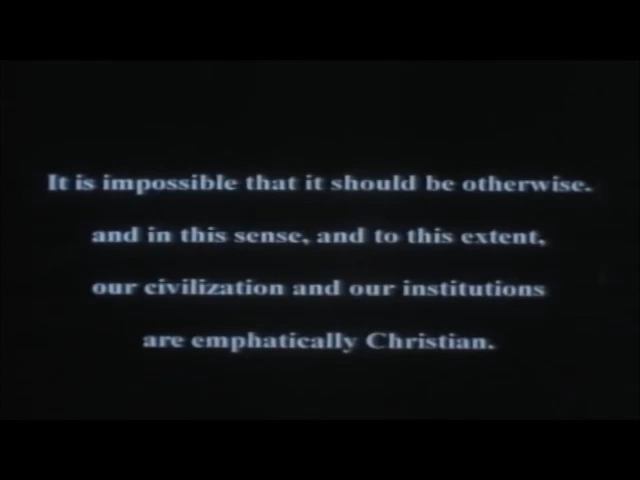 It is impossible that it should be otherwise.
and in this sense, and to this extent,
our civilization and our institutions
are emphatically Christian.